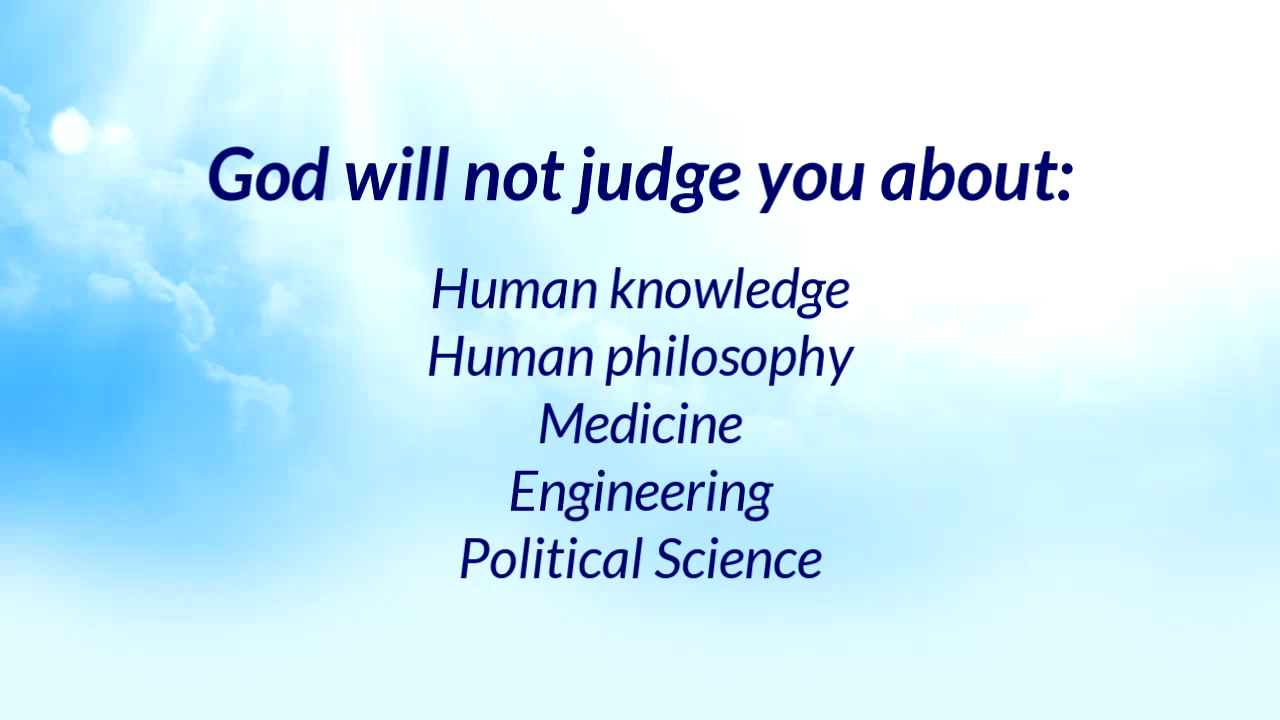 God will not judge you about:
Human knowledge
Human philosophy
Medicine
Engineering
Political Science